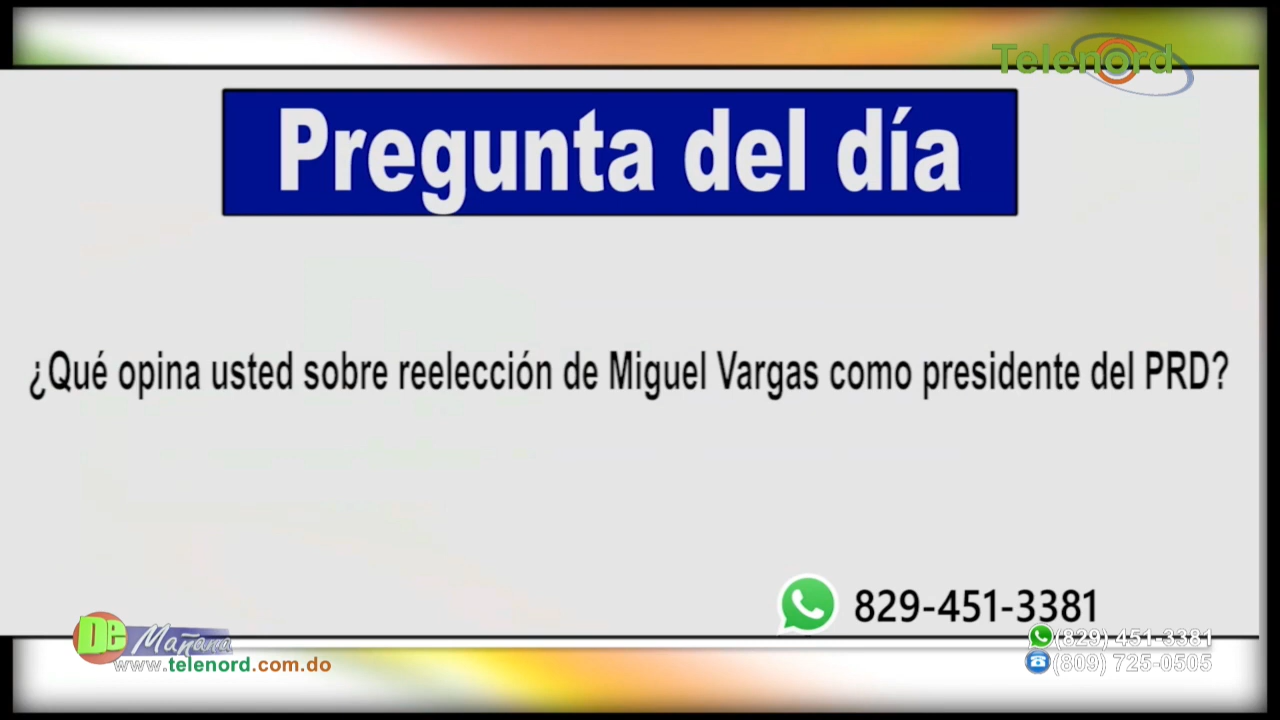 Telenord
Pregunta del día
¿Qué opina usted sobre reelección de Miguel Vargas como presidente del PRD?
829-451-3381
De Mañana
www.telenord.com.do
(829) 451-3381
(809) 725-0505